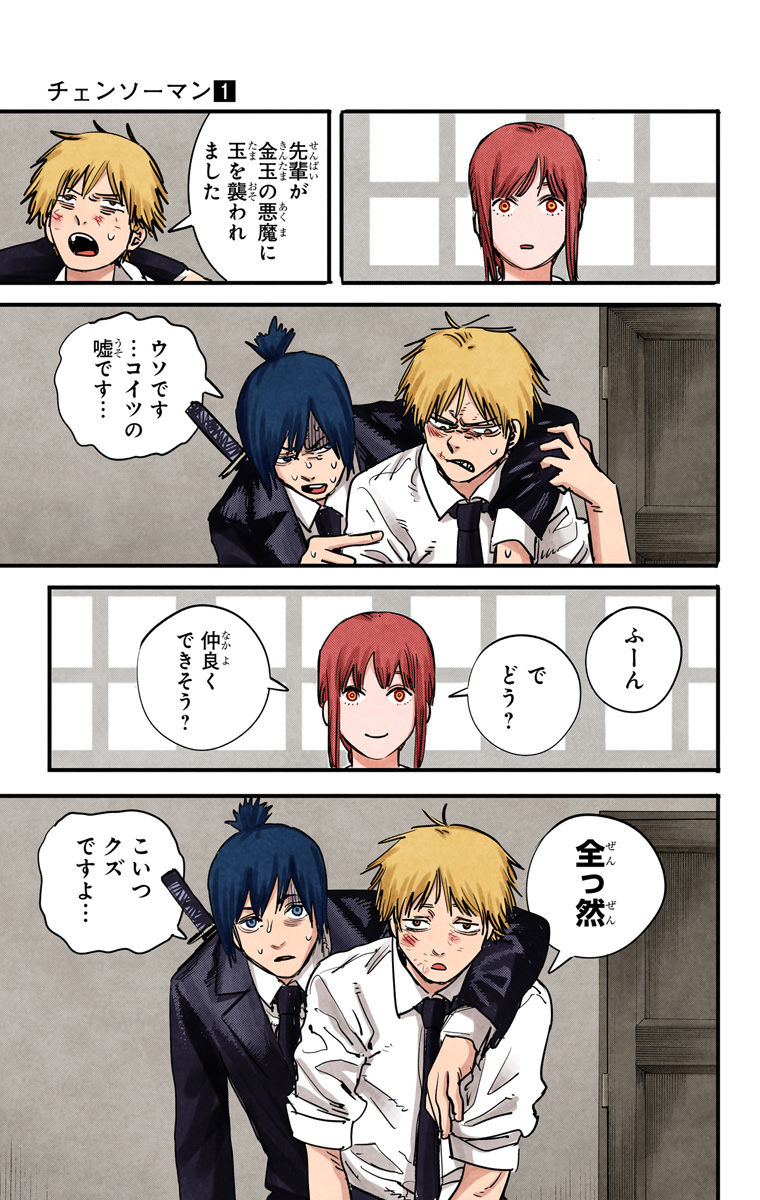 チェンソーマン1
先輩が
金玉の悪魔に
玉を襲われ
ました
ウソです
…コイツの
嘘です…
ふーん
で
どう？
仲良く
できそう？
全っ然
こいつ
クズ
ですよ…